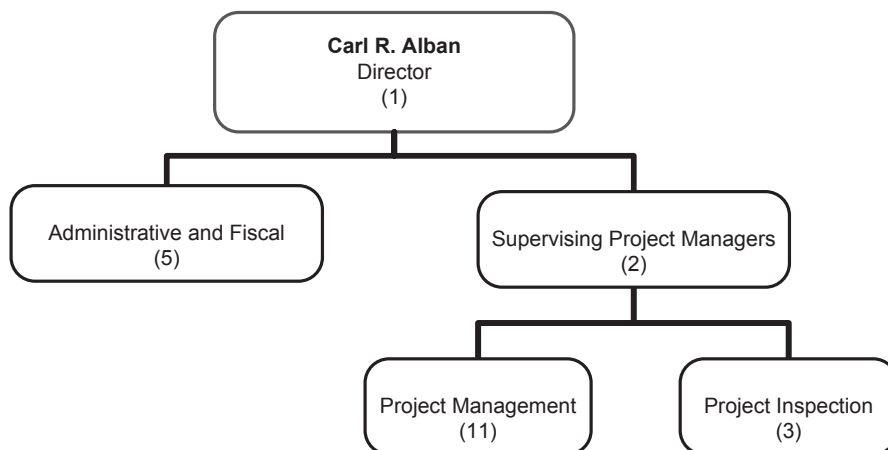 Carl R. Alban
Director
(1)
Administrative and Fiscal
(5)
Supervising Project Managers
(2)
Project Management
(11)
Project Inspection
(3)